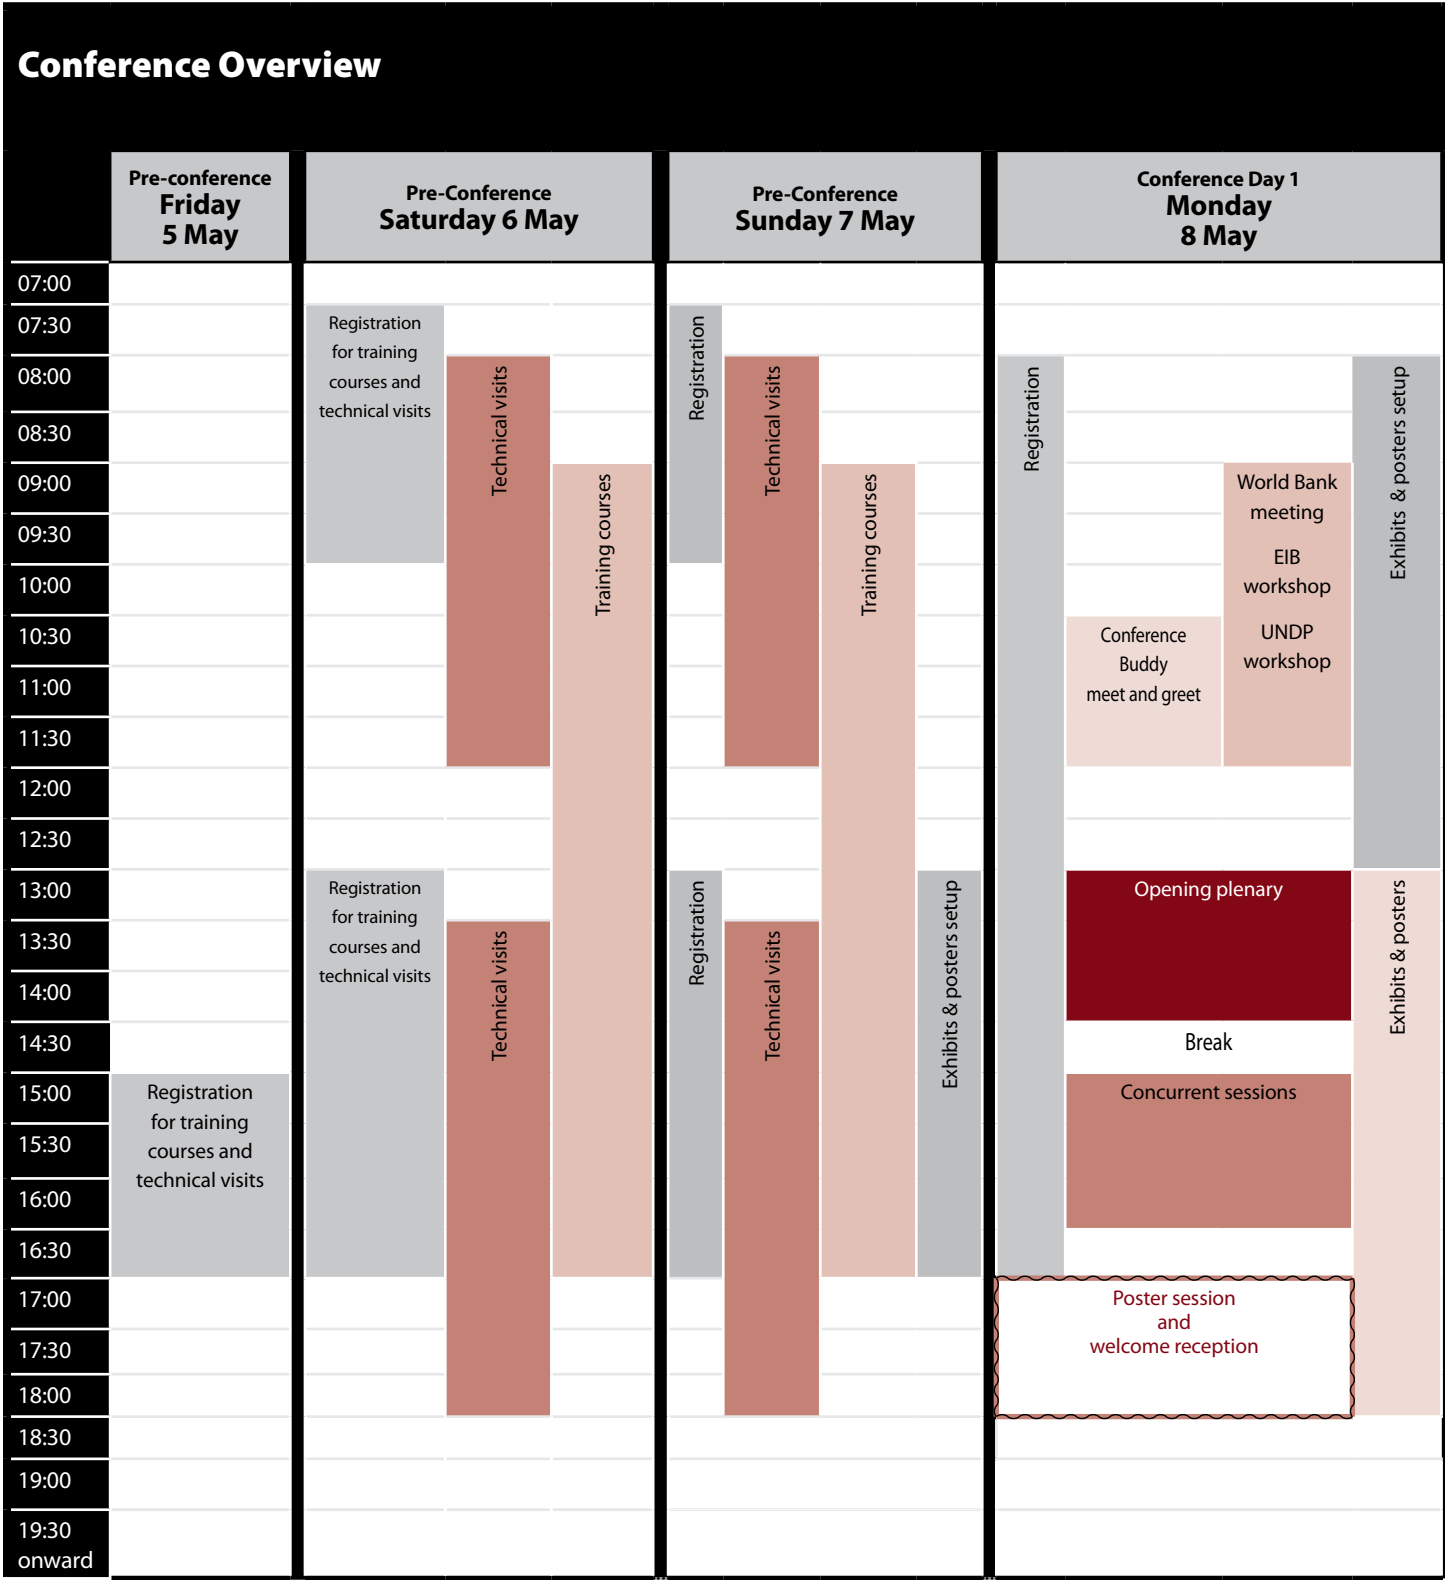 Conference Overview
Pre-conference
Friday
5 May
Pre-Conference
Saturday 6 May
Pre-Conference
Sunday 7 May
Conference Day 1
Monday
8 May
07:00
07:30
08:00
08:30
09:00
09:30
10:00
10:30
11:00
11:30
12:00
12:30
13:00
13:30
14:00
14:30
15:00
15:30
16:00
16:30
17:00
17:30
18:00
18:30
19:00
19:30
onward
Registration
for training
courses and
technical visits
Registration
for training
courses and
technical visits
Technical visits
Training courses
Registration
for training
courses and
technical visits
Technical visits
Registration
Technical visits
Training courses
Registration
Technical visits
Exhibits & posters setup
Registration
Conference
Buddy
meet and greet
World Bank
meeting
EIB
workshop
UNDP
workshop
Exhibits & posters setup
Opening plenary
Break
Concurrent sessions
Exhibits & posters
Poster session
and
welcome reception